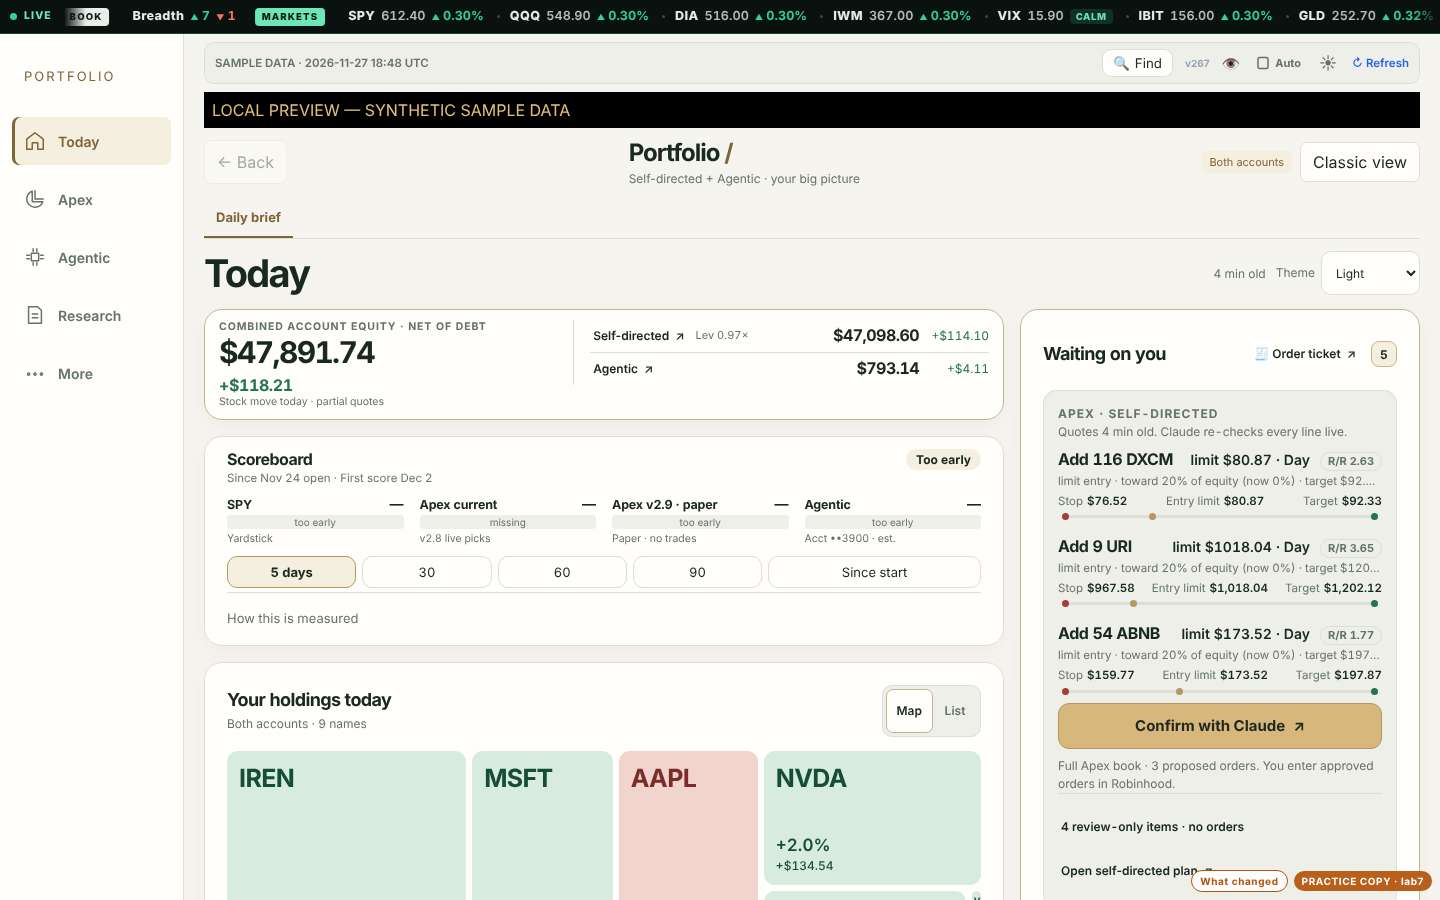 LIVE BOOK Breadth ▲ 7 ▼ 1 MARKETS SPY 612.40 ▲ 0.30% · QQQ 548.90 ▲ 0.30% · DIA 516.00 ▲ 0.30% · IWM 367.00 ▲ 0.30% · VIX 15.90 CALM · IBIT 156.00 ▲ 0.30% · GLD 252.70 ▲ 0.32%
SAMPLE DATA · 2026-11-27 18:48 UTC
Find v267 Auto Refresh
LOCAL PREVIEW — SYNTHETIC SAMPLE DATA
PORTFOLIO
Today
Apex
Agentic
Research
More
← Back
Portfolio /
Self-directed + Agentic · your big picture
Both accounts
Classic view
Daily brief
Today
4 min old Theme Light
COMBINED ACCOUNT EQUITY · NET OF DEBT
$47,891.74
+$118.21
Stock move today · partial quotes
Self-directed ↗ Lev 0.97× $47,098.60 +$114.10
Agentic ↗ $793.14 +$4.11
Scoreboard
Too early
Since Nov 24 open · First score Dec 2
SPY —
too early
Yardstick
Apex current —
missing
v2.8 live picks
Apex v2.9 · paper —
too early
Paper · no trades
Agentic —
too early
Acct ••3900 · est.
5 days 30 60 90 Since start
How this is measured
Your holdings today
Both accounts · 9 names
Map List
IREN
MSFT
AAPL
NVDA
+2.0%
+$134.54
Waiting on you
Order ticket ↗ 5
APEX · SELF-DIRECTED
Quotes 4 min old. Claude re-checks every line live.
Add 116 DXCM limit $80.87 · Day R/R 2.63
limit entry · toward 20% of equity (now 0%) · target $92....
Stop $76.52 Entry limit $80.87 Target $92.33
Add 9 URI limit $1018.04 · Day R/R 3.65
limit entry · toward 20% of equity (now 0%) · target $120...
Stop $967.58 Entry limit $1,018.04 Target $1,202.12
Add 54 ABNB limit $173.52 · Day R/R 1.77
limit entry · toward 20% of equity (now 0%) · target $197...
Stop $159.77 Entry limit $173.52 Target $197.87
Confirm with Claude ↗
Full Apex book · 3 proposed orders. You enter approved
orders in Robinhood.
4 review-only items · no orders
Open self-directed plan
What changed
PRACTICE COPY · lab7